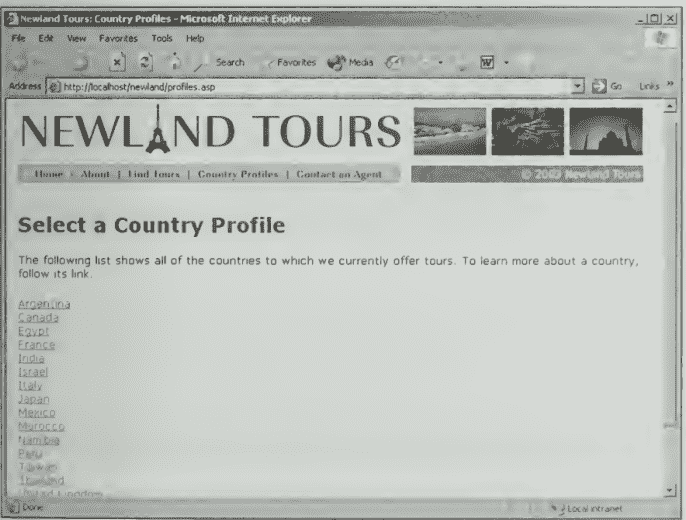 Newland Tours: Country Profiles - Microsoft Internet Explorer
File Edit View Favorites Tools Help
Search Favorites Media W
Address http://localhost/newland/profiles.asp Go Links »
NEWLAND TOURS
Home | About | Find Tours | Country Profiles | Contact an Agent © 2003 Newland Tours
Select a Country Profile
The following list shows all of the countries to which we currently offer tours. To learn more about a country,
follow its link.
Argentina
Canada
Egypt
France
India
Israel
Italy
Japan
Mexico
Morocco
Namibia
Peru
Taiwan
Thailand
United Kingdom
Done Local intranet